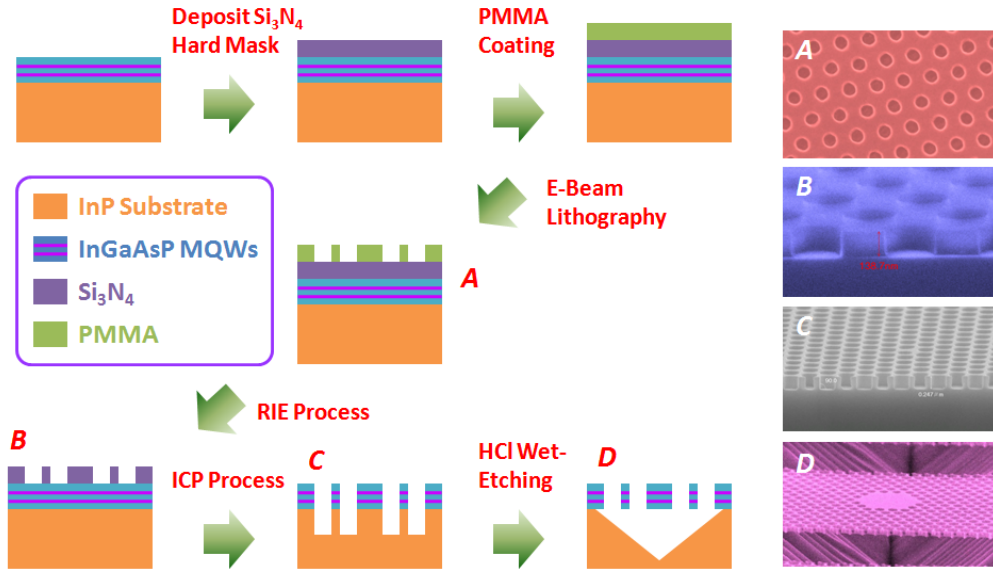 Deposit Si₃N₄
Hard Mask
PMMA
Coating
E-Beam
Lithography
InP Substrate
InGaAsP MQWs
Si₃N₄
PMMA
A
RIE Process
B
ICP Process
C
HCl Wet-
Etching
D
A
B
C
D